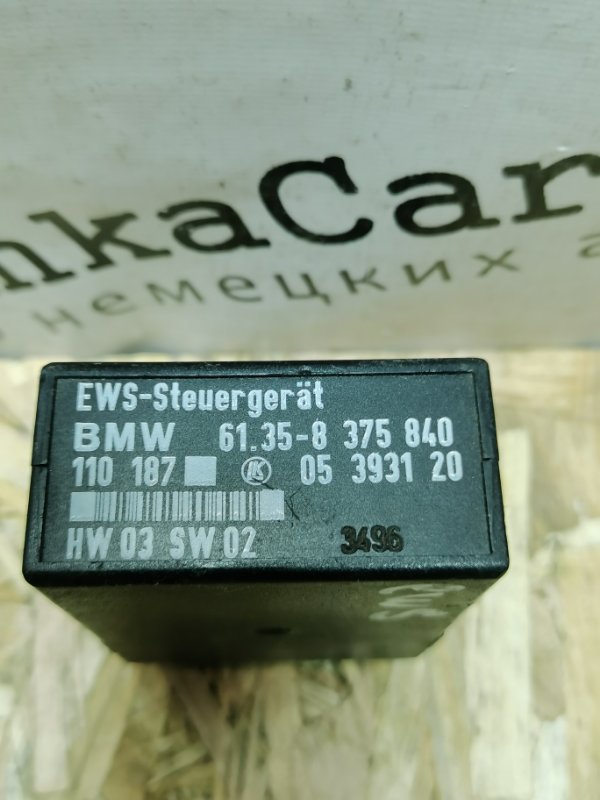 nkaCar
немецких а
EWS-Steuergerät
BMW 61.35-8 375 840
110 187 K 05 3931 20
HW 03 SW 02 3496